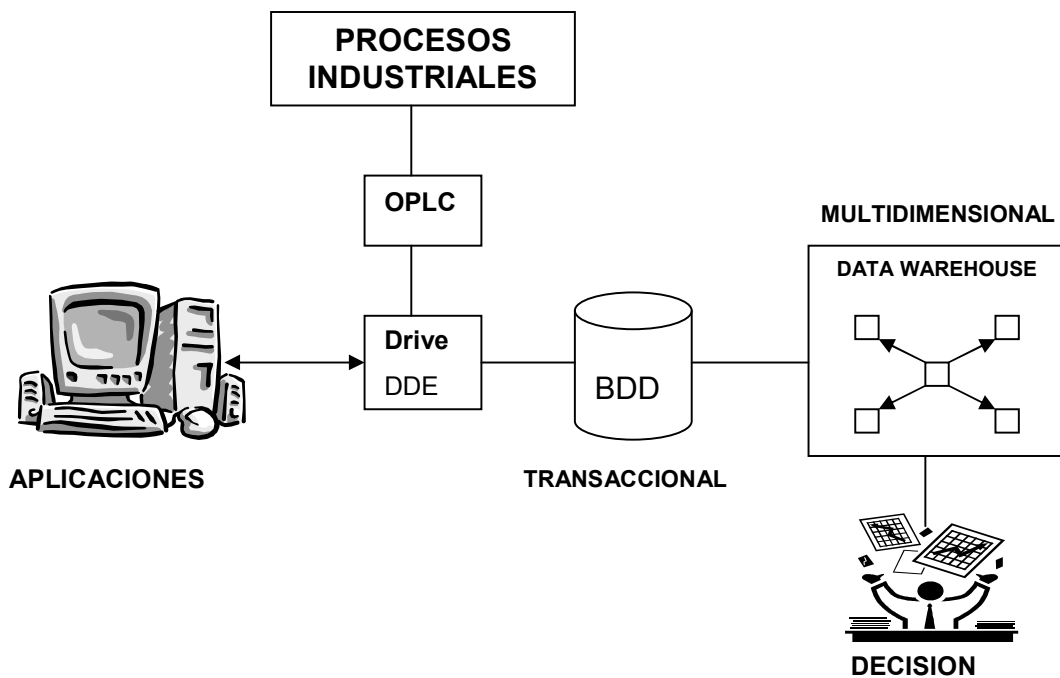 PROCESOS
INDUSTRIALES
OPLC
MULTIDIMENSIONAL
DATA WAREHOUSE
Drive
DDE
BDD
APLICACIONES
TRANSACCIONAL
DECISION